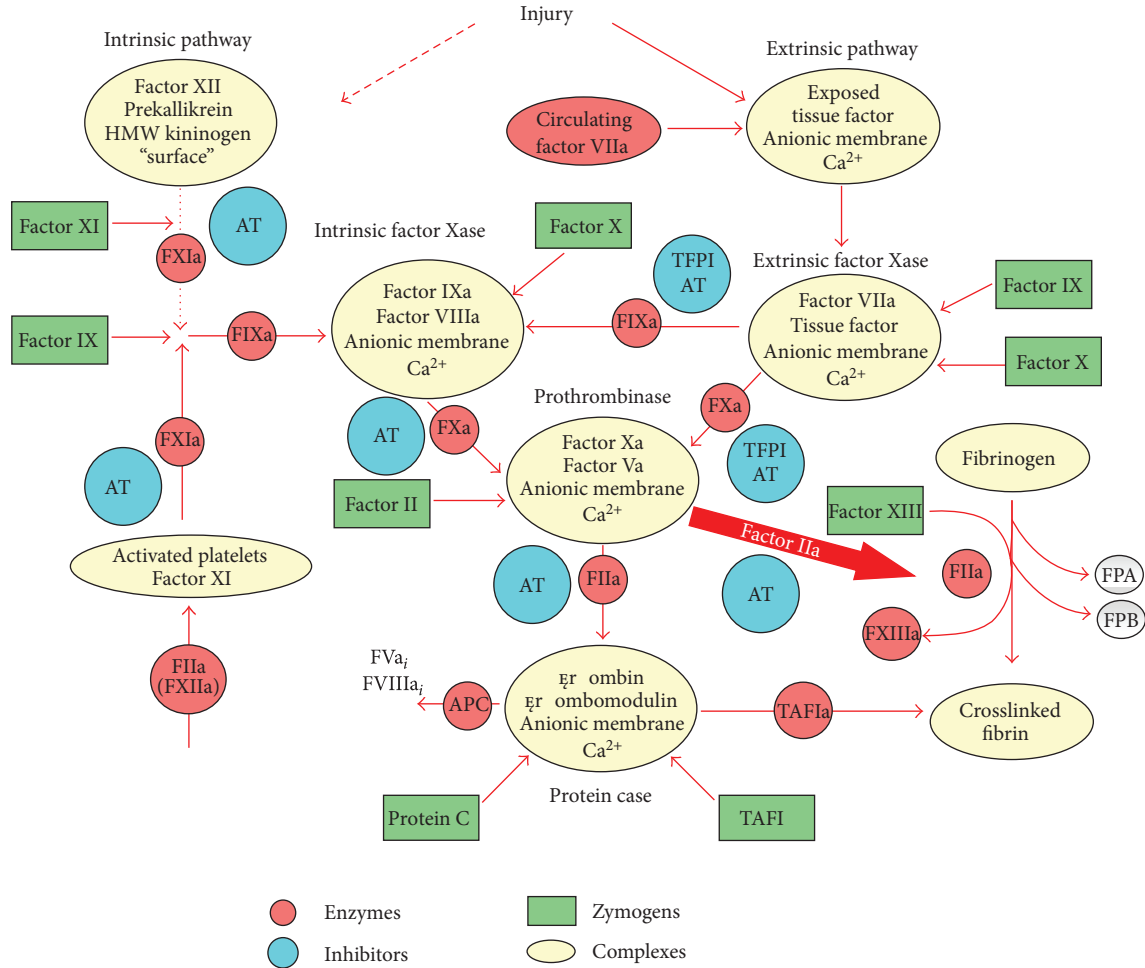 Injury
Intrinsic pathway
Extrinsic pathway
Factor XII
Prekallikrein
HMW kininogen
“surface”
Circulating
factor VIIa
Exposed
tissue factor
Anionic membrane
Ca²⁺
Factor XI
AT
FXIa
Intrinsic factor Xase
Factor X
TFPI
AT
Extrinsic factor Xase
Factor IX
FIXa
Factor IXa
Factor VIIIa
Anionic membrane
Ca²⁺
FIXa
Factor VIIa
Tissue factor
Anionic membrane
Ca²⁺
Factor IX
Factor X
AT
FXa
Prothrombinase
FXa
FXIa
AT
Factor II
Factor Xa
Factor Va
Anionic membrane
Ca²⁺
TFPI
AT
Fibrinogen
Factor XIII
Factor IIa
Activated platelets
Factor XI
AT
FIIa
AT
FIIa
FPA
FPB
FXIIIa
FIIa
(FXIIa)
FVaᵢ
FVIIIaᵢ
APC
Ęr ombin
Ęr ombomodulin
Anionic membrane
Ca²⁺
TAFIa
Crosslinked
fibrin
Protein C
Protein case
TAFI
Enzymes
Zymogens
Inhibitors
Complexes